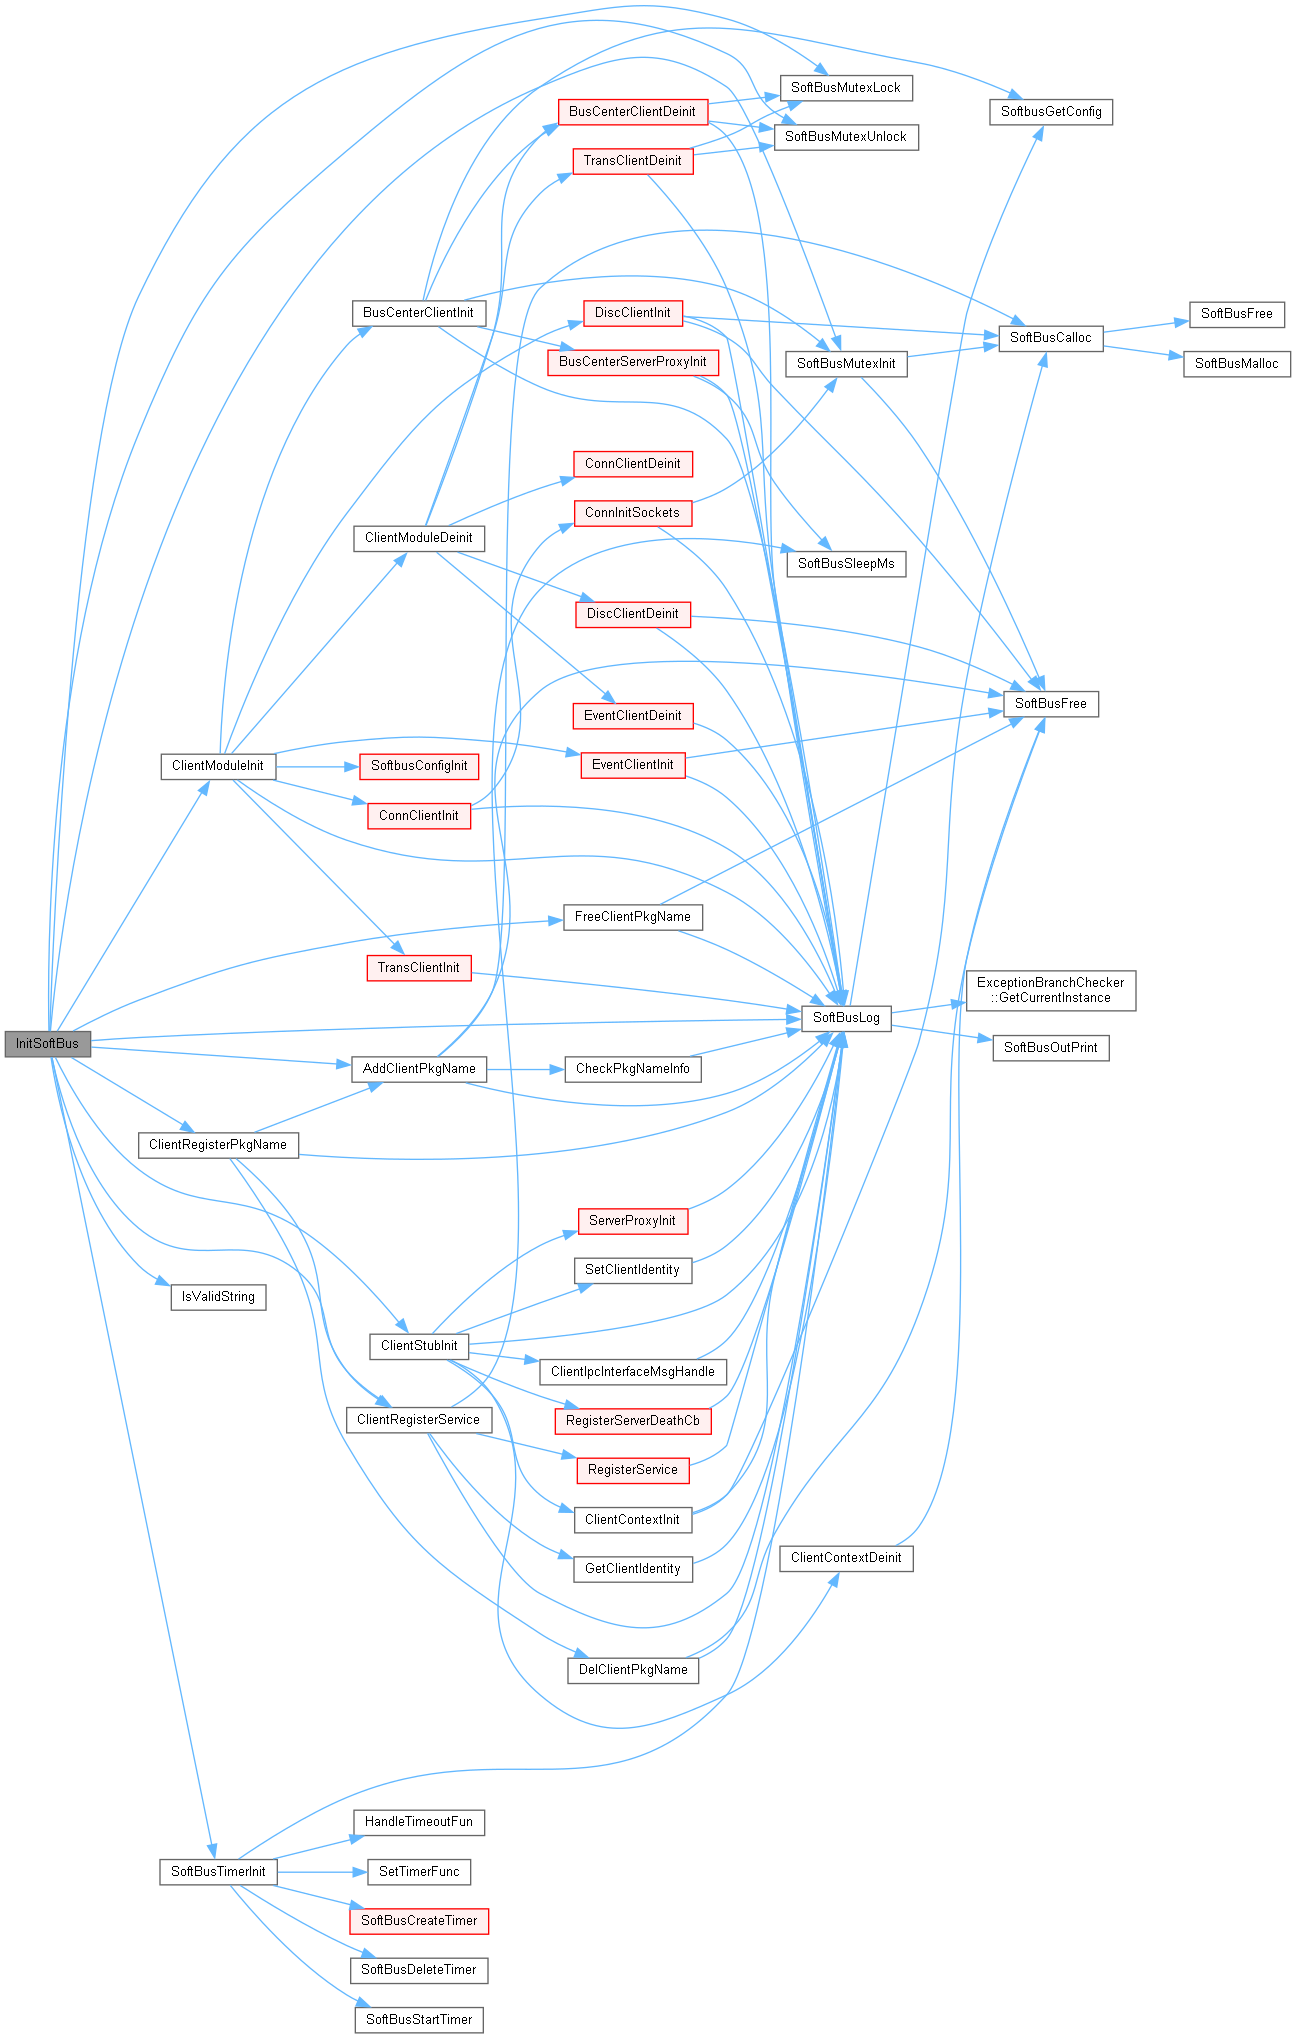 SoftBusMutexLock
BusCenterClientDeinit
SoftbusGetConfig
SoftBusMutexUnlock
TransClientDeinit
BusCenterClientInit
DiscClientInit
SoftBusFree
SoftBusCalloc
BusCenterServerProxyInit
SoftBusMutexInit
SoftBusMalloc
ConnClientDeinit
ConnInitSockets
ClientModuleDeinit
SoftBusSleepMs
DiscClientDeinit
SoftBusFree
EventClientDeinit
ClientModuleInit
SoftbusConfigInit
EventClientInit
ConnClientInit
FreeClientPkgName
TransClientInit
ExceptionBranchChecker
::GetCurrentInstance
SoftBusLog
InitSoftBus
SoftBusOutPrint
AddClientPkgName
CheckPkgNameInfo
ClientRegisterPkgName
ServerProxyInit
SetClientIdentity
IsValidString
ClientStubInit
ClientIpcInterfaceMsgHandle
ClientRegisterService
RegisterServerDeathCb
RegisterService
ClientContextInit
ClientContextDeinit
GetClientIdentity
DelClientPkgName
HandleTimeoutFun
SoftBusTimerInit
SetTimerFunc
SoftBusCreateTimer
SoftBusDeleteTimer
SoftBusStartTimer